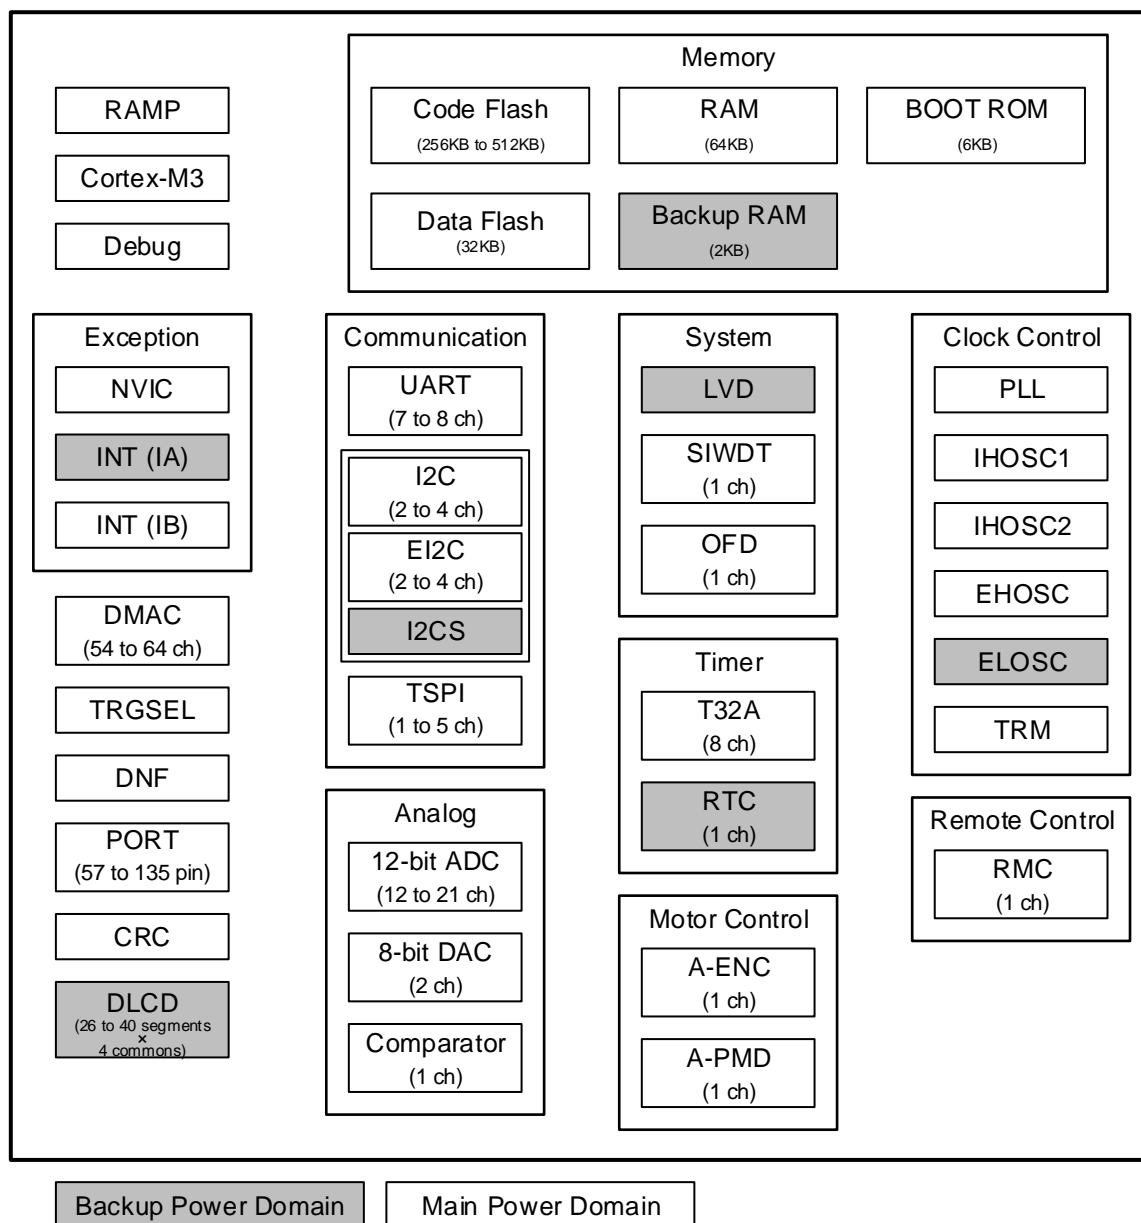 RAMP
Cortex-M3
Debug
Memory
Code Flash
(256KB to 512KB)
RAM
(64KB)
BOOT ROM
(6KB)
Data Flash
(32KB)
Backup RAM
(2KB)
Exception
NVIC
INT (IA)
INT (IB)
DMAC
(54 to 64 ch)
TRGSEL
DNF
PORT
(57 to 135 pin)
CRC
DLCD
(26 to 40 segments
×
4 commons)
Communication
UART
(7 to 8 ch)
I2C
(2 to 4 ch)
EI2C
(2 to 4 ch)
I2CS
TSPI
(1 to 5 ch)
Analog
12-bit ADC
(12 to 21 ch)
8-bit DAC
(2 ch)
Comparator
(1 ch)
System
LVD
SIWDT
(1 ch)
OFD
(1 ch)
Timer
T32A
(8 ch)
RTC
(1 ch)
Motor Control
A-ENC
(1 ch)
A-PMD
(1 ch)
Clock Control
PLL
IHOSC1
IHOSC2
EHOSC
ELOSC
TRM
Remote Control
RMC
(1 ch)
Backup Power Domain
Main Power Domain